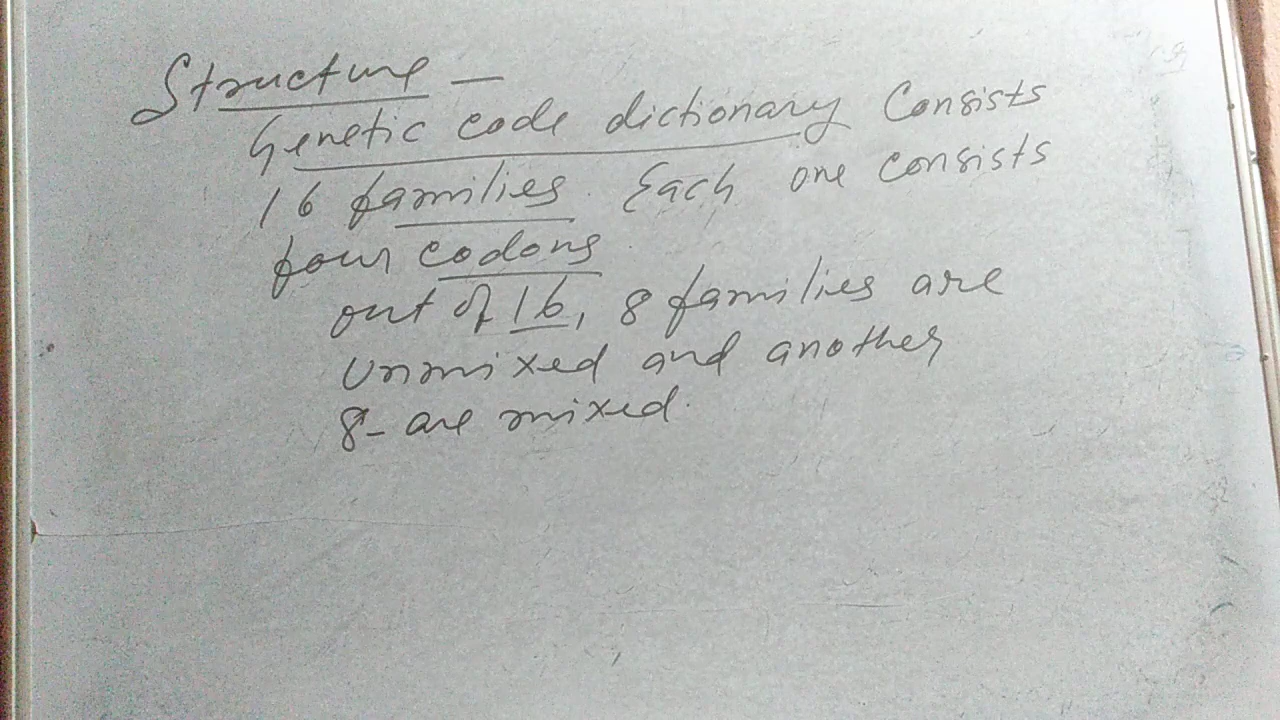 Structure —
Genetic code dictionary Consists
16 families. Each one consists
four codons.
out of 16, 8 families are
Unmixed and another
8- are mixed.